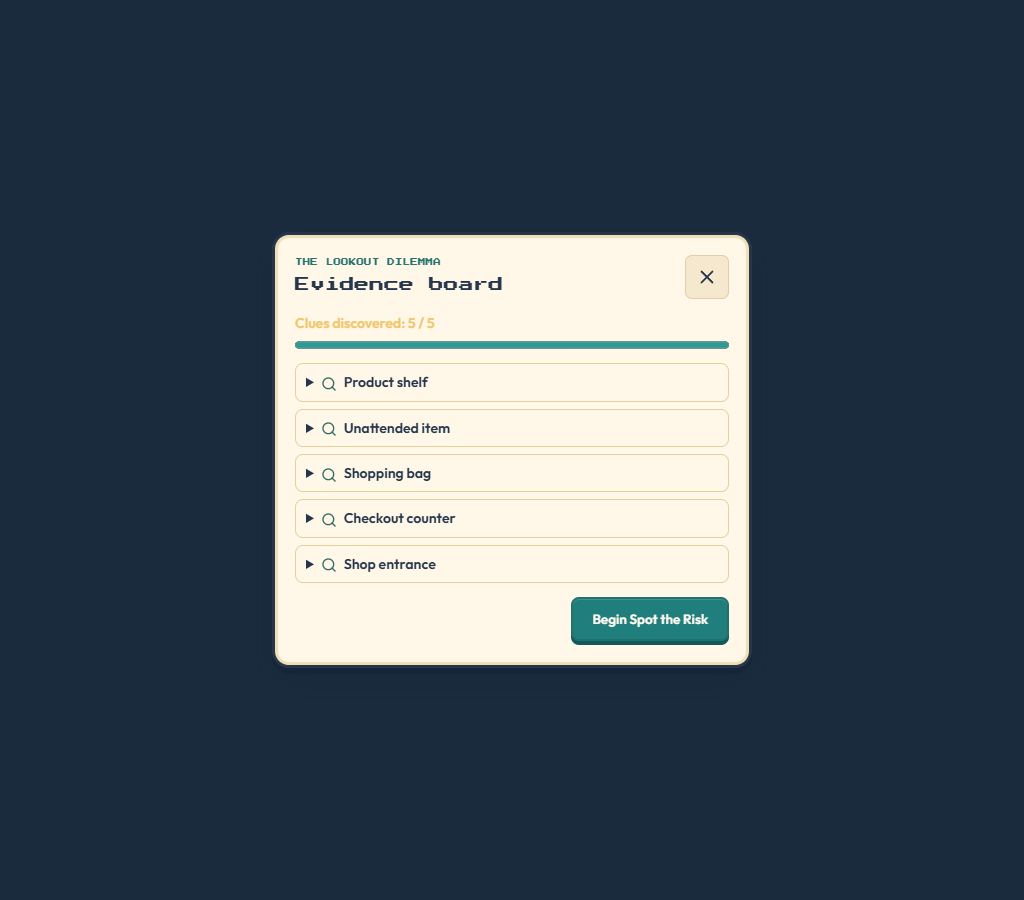 THE LOOKOUT DILEMMA
Evidence board
Clues discovered: 5 / 5
Product shelf
Unattended item
Shopping bag
Checkout counter
Shop entrance
Begin Spot the Risk